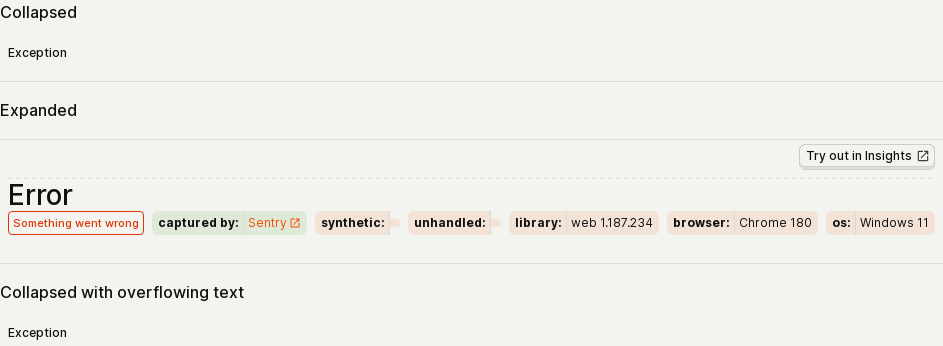 Collapsed
Exception
Expanded
Try out in Insights
Error
Something went wrong captured by: Sentry synthetic: unhandled: library: web 1.187.234 browser: Chrome 180 os: Windows 11
Collapsed with overflowing text
Exception